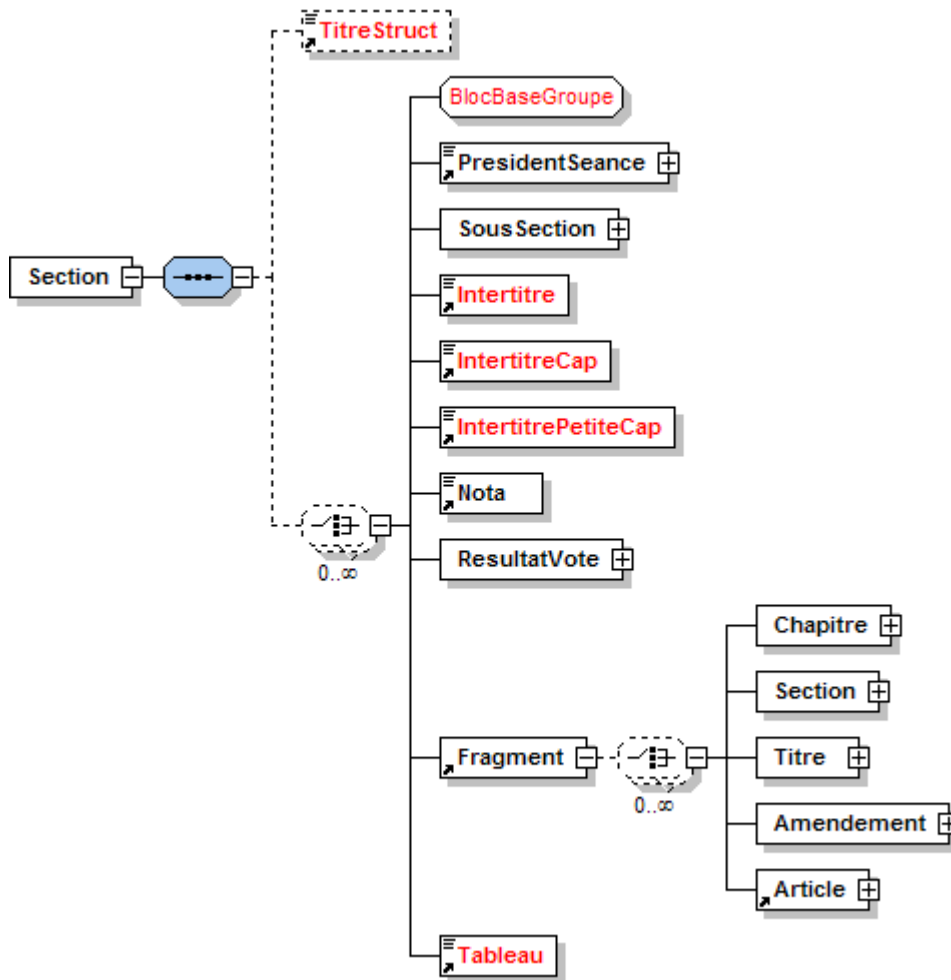 TitreStruct
BlocBaseGroupe
PresidentSeance
SousSection
Section
Intertitre
IntertitreCap
IntertitrePetiteCap
Nota
ResultatVote
0..∞
Chapitre
Section
Fragment
Titre
0..∞
Amendement
Article
Tableau